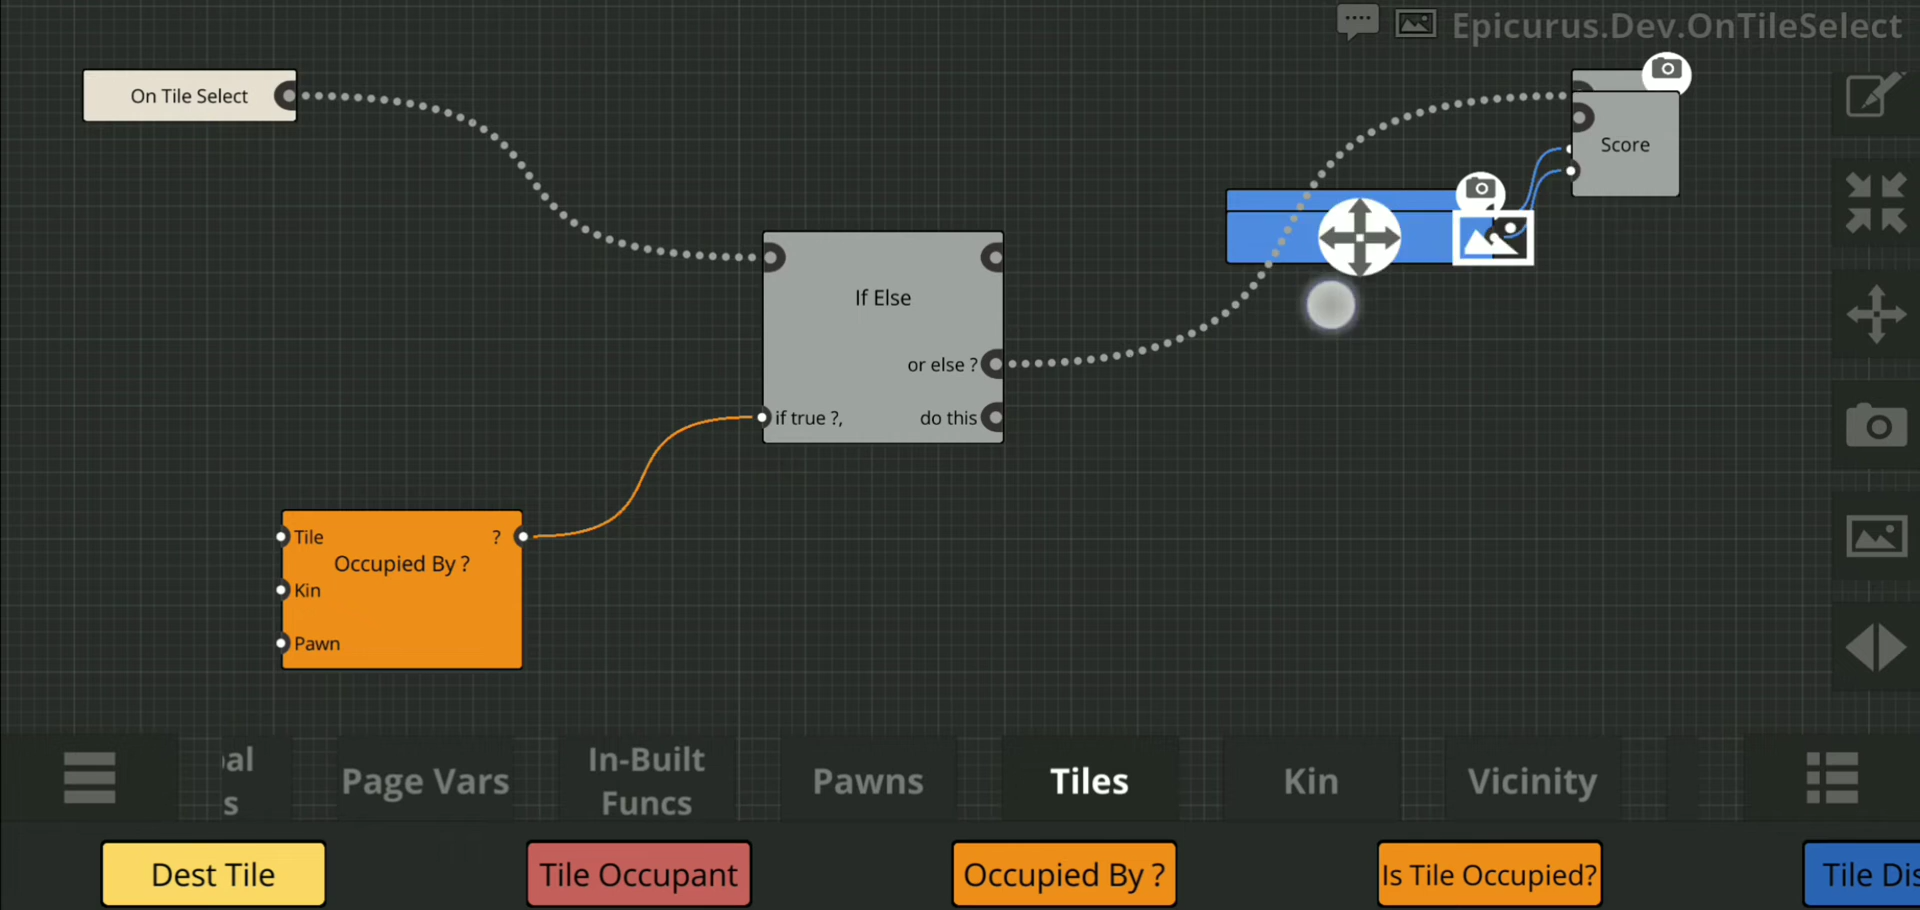 Epicurus.Dev.OnTileSelect
On Tile Select
Score
If Else
or else ?
if true ?, do this
Tile ?
Occupied By ?
Kin
Pawn
Page Vars
In-Built
Funcs
Pawns
Tiles
Kin
Vicinity
Dest Tile
Tile Occupant
Occupied By ?
Is Tile Occupied?
Tile